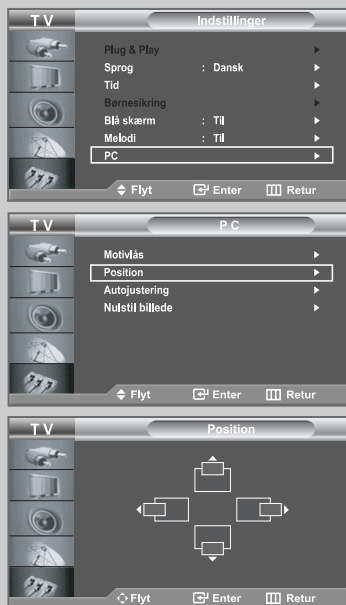 TV Indstillinger
Plug & Play
Sprog : Dansk
Tid
Børnesikring
Blå skærm : Til
Melodi : Til
PC
Flyt Enter Retur
TV PC
Motivlås
Position
Autojustering
Nulstil billede
Flyt Enter Retur
TV Position
Flyt Enter Retur